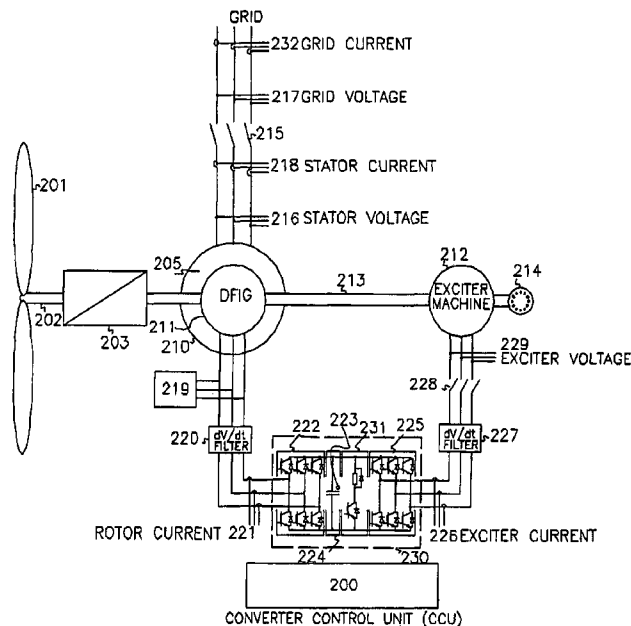 GRID
232 GRID CURRENT
217 GRID VOLTAGE
215
218 STATOR CURRENT
216 STATOR VOLTAGE
201
205
DFIG
213
212
EXCITER
MACHINE
214
202
203
211
210
229
EXCITER VOLTAGE
228
219
220
dV/dt
FILTER
222
223
231
225
dV/dt
FILTER
227
ROTOR CURRENT 221
226 EXCITER CURRENT
224
230
200
CONVERTER CONTROL UNIT (CCU)